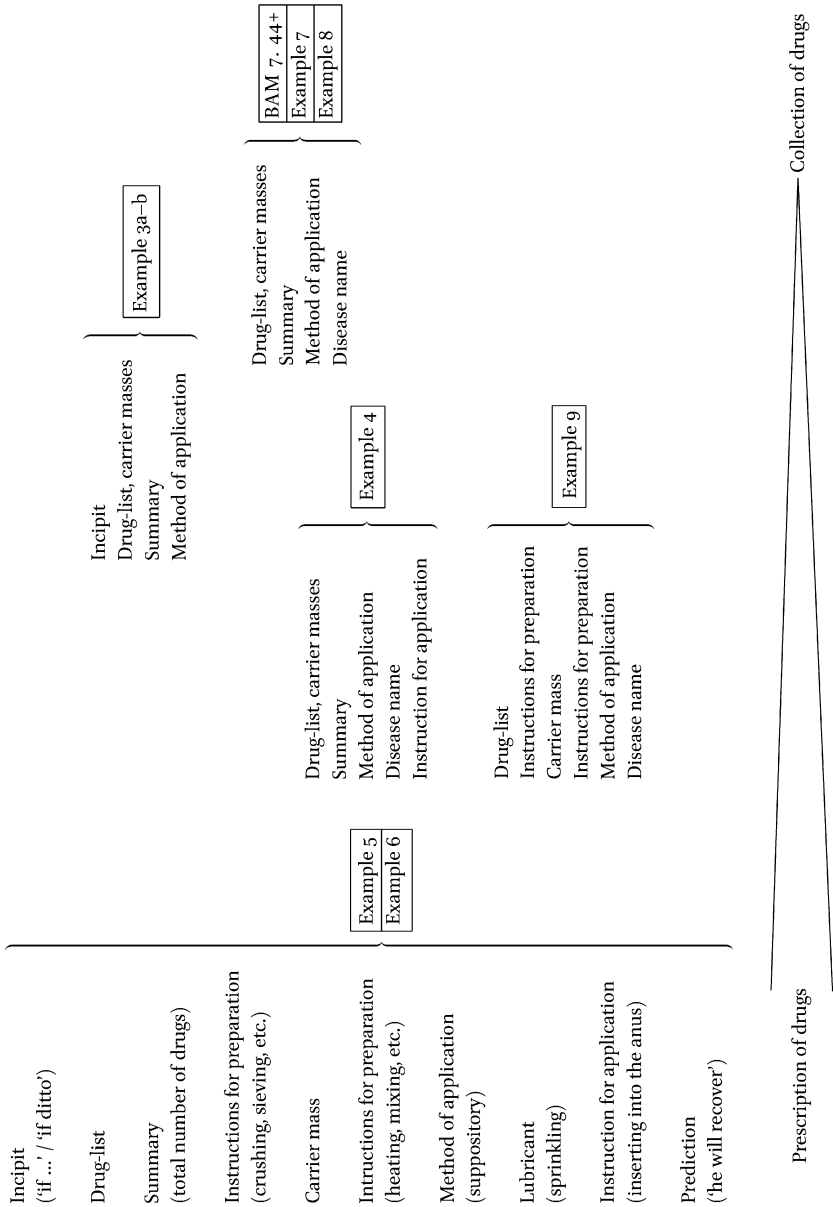 Incipit
(‘if …’ / ‘if ditto’)
Drug-list
Summary
(total number of drugs)
Instructions for preparation
(crushing, sieving, etc.)
Carrier mass
Intructions for preparation
(heating, mixing, etc.)
Method of application
(suppository)
Lubricant
(sprinkling)
Instruction for application
(inserting into the anus)
Prediction
(‘he will recover’)
Example 5
Example 6
Drug-list, carrier masses
Summary
Method of application
Disease name
Instruction for application
Example 4
Drug-list
Instructions for preparation
Carrier mass
Instructions for preparation
Method of application
Disease name
Example 9
Incipit
Drug-list, carrier masses
Summary
Method of application
Example 3a–b
Drug-list, carrier masses
Summary
Method of application
Disease name
BAM 7. 44+
Example 7
Example 8
Prescription of drugs
Collection of drugs